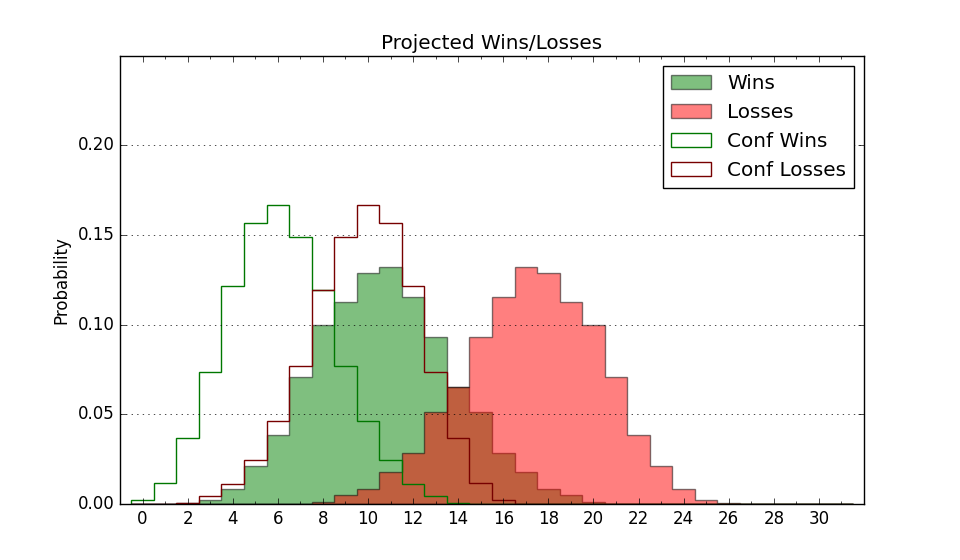 Projected Wins/Losses
Wins
Losses
Conf Wins
Conf Losses
Probability
0.20
0.15
0.10
0.05
0.00
0 2 4 6 8 10 12 14 16 18 20 22 24 26 28 30